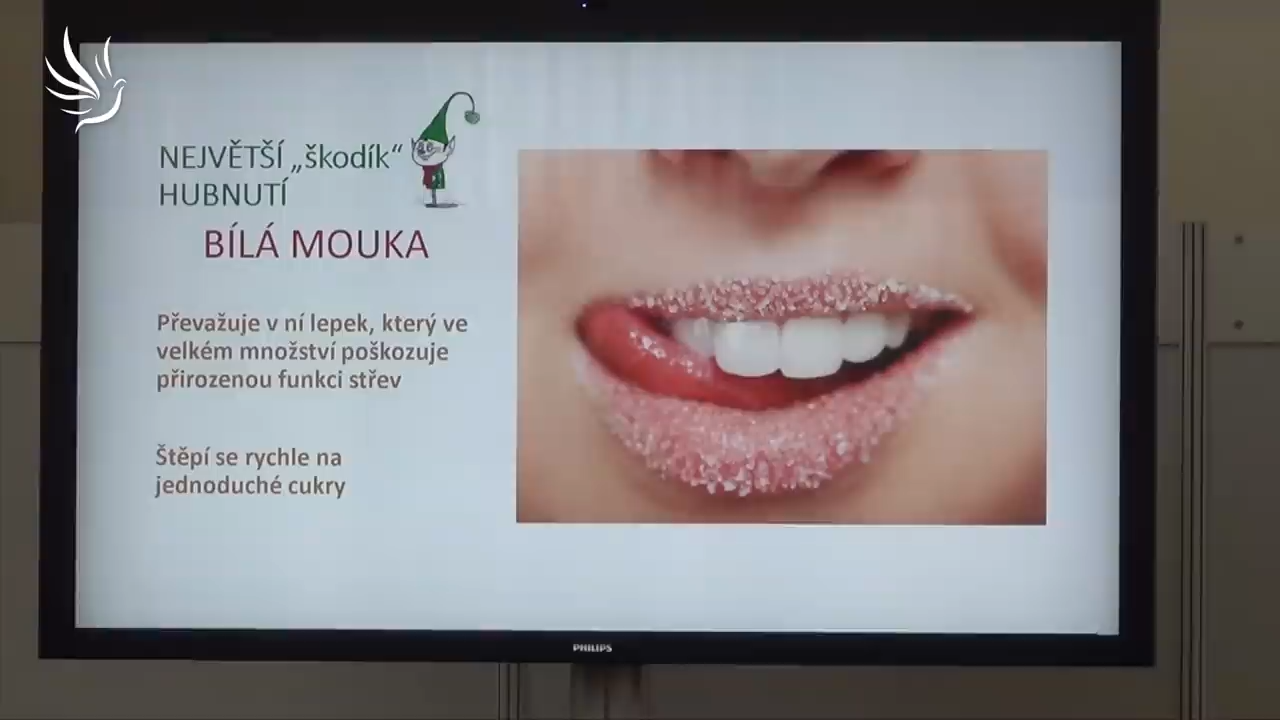 NEJVĚTŠÍ „škodík“
HUBNUTÍ
BÍLÁ MOUKA
Převažuje v ní lepek, který ve
velkém množství poškozuje
přirozenou funkci střev
Štěpí se rychle na
jednoduché cukry
PHILIPS